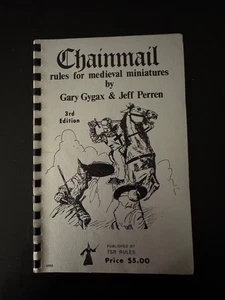 Chainmail
rules for medieval miniatures
by
Gary Gygax & Jeff Perren
3rd
Edition
PUBLISHED BY
TSR RULES
Price $5.00